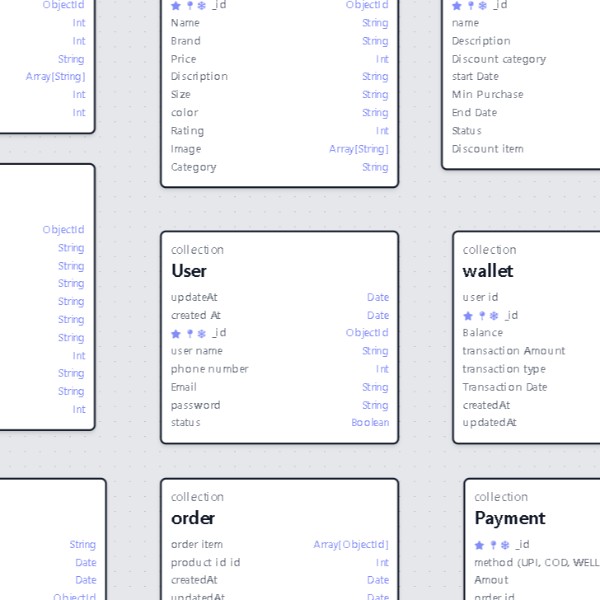 ObjectId
Int
Int
String
Array[String]
Int
Int
_id ObjectId
Name String
Brand String
Price Int
Discription String
Size String
color String
Rating Int
Image Array[String]
Category String
_id
name
Description
Discount category
start Date
Min Purchase
End Date
Status
Discount item
ObjectId
String
String
String
String
String
String
Int
String
String
Int
collection
User
updateAt Date
created At Date
_id ObjectId
user name String
phone number Int
Email String
password String
status Boolean
collection
wallet
user id
_id
Balance
transaction Amount
transaction type
Transaction Date
createdAt
updatedAt
String
Date
Date
ObjectId
collection
order
order item Array[ObjectId]
product id id Int
createdAt Date
updatedAt Date
collection
Payment
_id
method (UPI, COD, WELL
Amout
order id